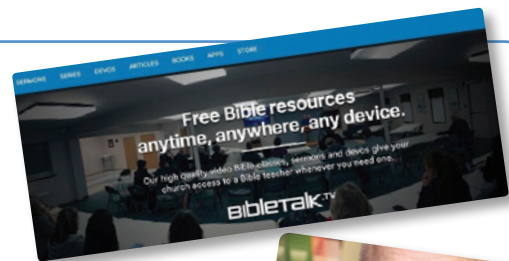 SERMONS SERIES DEVOS ARTICLES BOOKS APPS STORE
Free Bible resources
anytime, anywhere, any device.
Our high quality video Bible classes, sermons and devos give your
church access to a Bible teacher whenever you need one.
BIBLETALK.TV